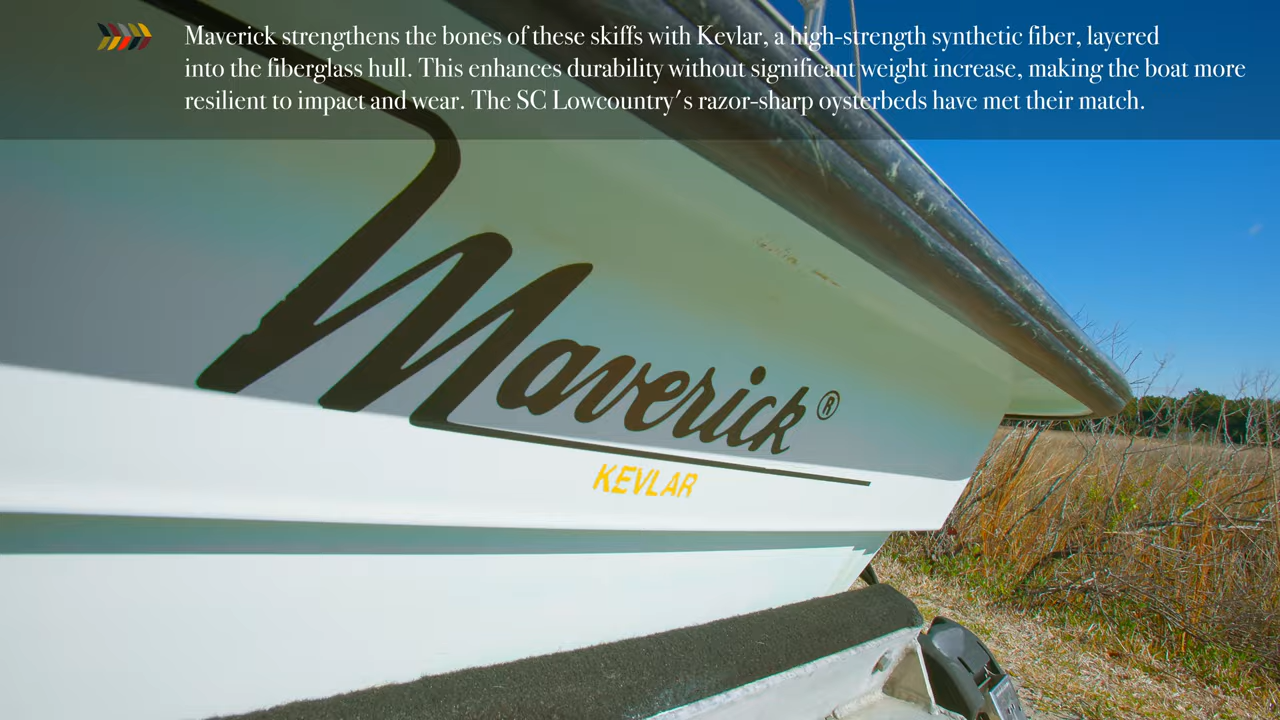 Maverick strengthens the bones of these skiffs with Kevlar, a high-strength synthetic fiber, layered
into the fiberglass hull. This enhances durability without significant weight increase, making the boat more
resilient to impact and wear. The SC Lowcountry's razor-sharp oysterbeds have met their match.
Maverick®
KEVLAR